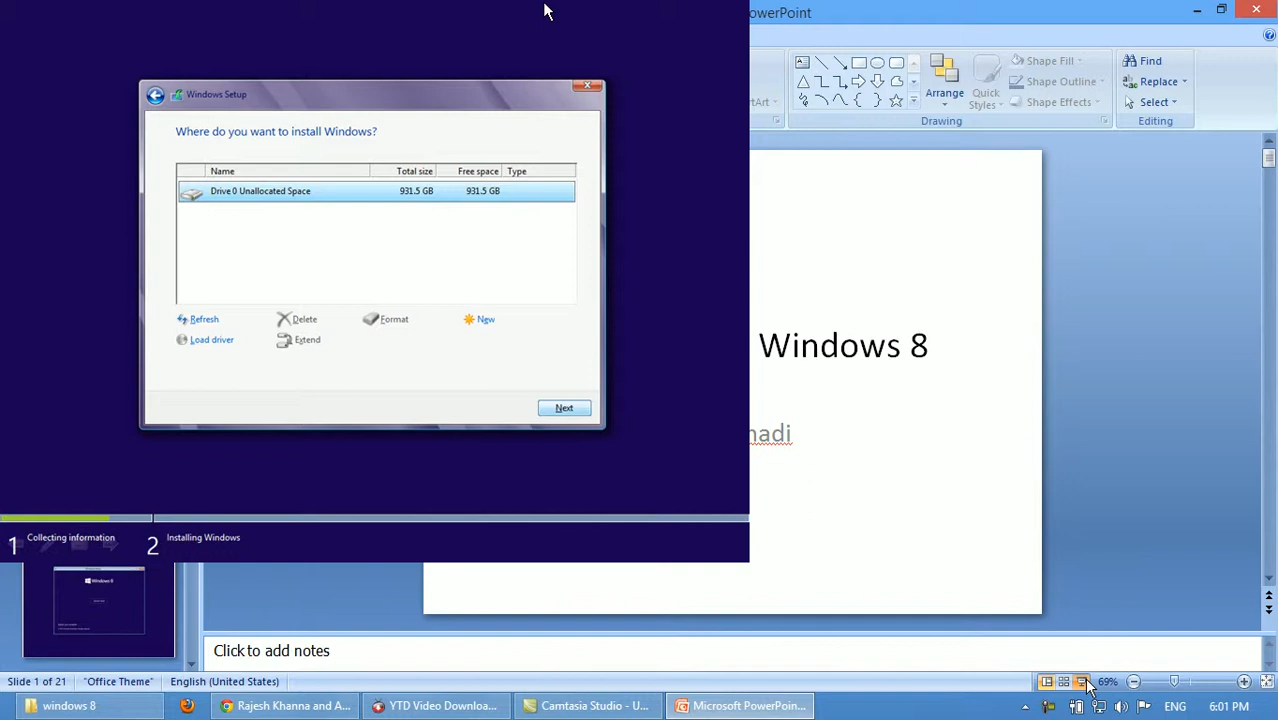 PowerPoint
Windows Setup
Where do you want to install Windows?
Name Total size Free space Type
Drive 0 Unallocated Space 931.5 GB 931.5 GB
Refresh Delete Format New
Load driver Extend
Next
1 Collecting information 2 Installing Windows
Arrange
Quick Styles
Shape Fill
Shape Outline
Shape Effects
Drawing
Find
Replace
Select
Editing
Windows 8
Windows 8
Click to add notes
Slide 1 of 21 "Office Theme" English (United States) 69%
windows 8 Rajesh Khanna and A... YTD Video Downloa... Camtasia Studio - U... Microsoft PowerPoin... ENG 6:01 PM